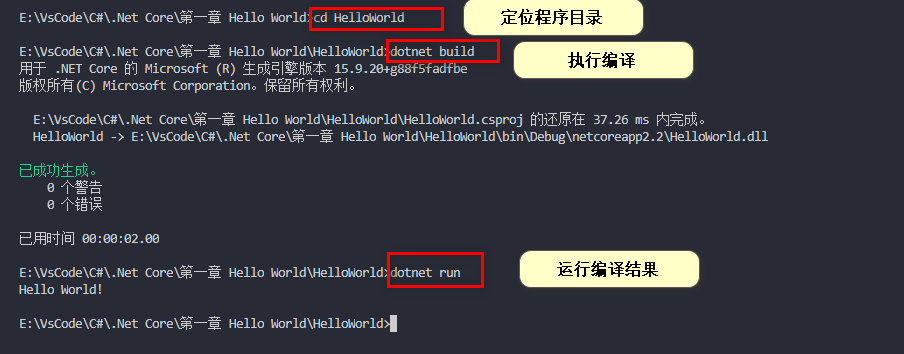 E:\VsCode\C#\.Net Core\第一章 Hello World>cd HelloWorld
定位程序目录
E:\VsCode\C#\.Net Core\第一章 Hello World\HelloWorld>dotnet build
执行编译
用于 .NET Core 的 Microsoft (R) 生成引擎版本 15.9.20+g88f5fadfbe
版权所有(C) Microsoft Corporation。保留所有权利。
E:\VsCode\C#\.Net Core\第一章 Hello World\HelloWorld\HelloWorld.csproj 的还原在 37.26 ms 内完成。
HelloWorld -> E:\VsCode\C#\.Net Core\第一章 Hello World\HelloWorld\bin\Debug\netcoreapp2.2\HelloWorld.dll
已成功生成。
0 个警告
0 个错误
已用时间 00:00:02.00
E:\VsCode\C#\.Net Core\第一章 Hello World\HelloWorld>dotnet run
运行编译结果
Hello World!
E:\VsCode\C#\.Net Core\第一章 Hello World\HelloWorld>